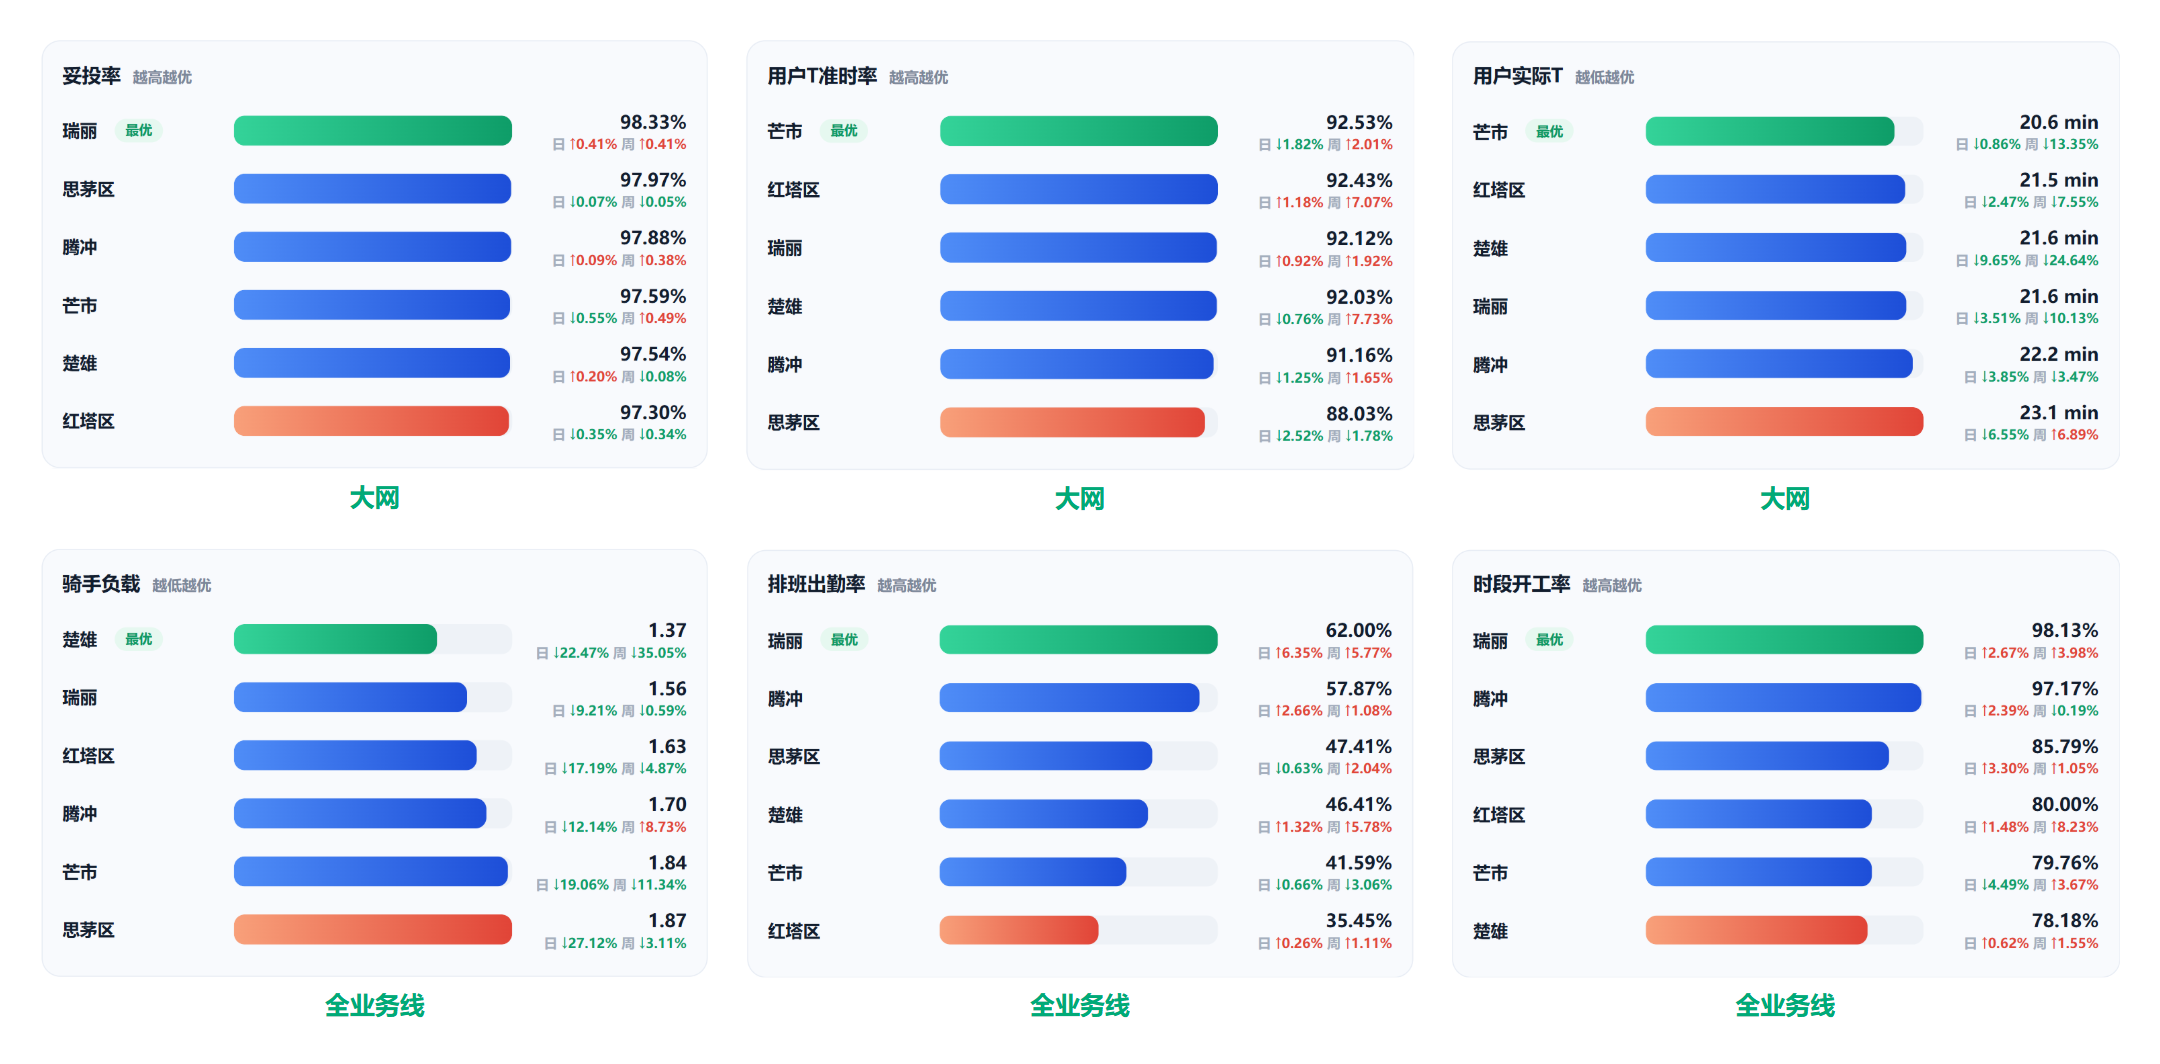 妥投率 越高越优
瑞丽 最优 98.33%
日 ↑0.41% 周 ↑0.41%
思茅区 97.97%
日 ↓0.07% 周 ↓0.05%
腾冲 97.88%
日 ↑0.09% 周 ↑0.38%
芒市 97.59%
日 ↓0.55% 周 ↑0.49%
楚雄 97.54%
日 ↑0.20% 周 ↓0.08%
红塔区 97.30%
日 ↓0.35% 周 ↓0.34%
大网
用户T准时率 越高越优
芒市 最优 92.53%
日 ↓1.82% 周 ↑2.01%
红塔区 92.43%
日 ↑1.18% 周 ↑7.07%
瑞丽 92.12%
日 ↑0.92% 周 ↑1.92%
楚雄 92.03%
日 ↓0.76% 周 ↑7.73%
腾冲 91.16%
日 ↓1.25% 周 ↑1.65%
思茅区 88.03%
日 ↓2.52% 周 ↓1.78%
大网
用户实际T 越低越优
芒市 最优 20.6 min
日 ↓0.86% 周 ↓13.35%
红塔区 21.5 min
日 ↓2.47% 周 ↓7.55%
楚雄 21.6 min
日 ↓9.65% 周 ↓24.64%
瑞丽 21.6 min
日 ↓3.51% 周 ↓10.13%
腾冲 22.2 min
日 ↓3.85% 周 ↓3.47%
思茅区 23.1 min
日 ↓6.55% 周 ↑6.89%
大网
骑手负载 越低越优
楚雄 最优 1.37
日 ↓22.47% 周 ↓35.05%
瑞丽 1.56
日 ↓9.21% 周 ↓0.59%
红塔区 1.63
日 ↓17.19% 周 ↓4.87%
腾冲 1.70
日 ↓12.14% 周 ↑8.73%
芒市 1.84
日 ↓19.06% 周 ↓11.34%
思茅区 1.87
日 ↓27.12% 周 ↓3.11%
全业务线
排班出勤率 越高越优
瑞丽 最优 62.00%
日 ↑6.35% 周 ↑5.77%
腾冲 57.87%
日 ↑2.66% 周 ↑1.08%
思茅区 47.41%
日 ↓0.63% 周 ↑2.04%
楚雄 46.41%
日 ↑1.32% 周 ↑5.78%
芒市 41.59%
日 ↓0.66% 周 ↓3.06%
红塔区 35.45%
日 ↑0.26% 周 ↑1.11%
全业务线
时段开工率 越高越优
瑞丽 最优 98.13%
日 ↑2.67% 周 ↑3.98%
腾冲 97.17%
日 ↑2.39% 周 ↓0.19%
思茅区 85.79%
日 ↑3.30% 周 ↑1.05%
红塔区 80.00%
日 ↑1.48% 周 ↑8.23%
芒市 79.76%
日 ↓4.49% 周 ↑3.67%
楚雄 78.18%
日 ↑0.62% 周 ↑1.55%
全业务线